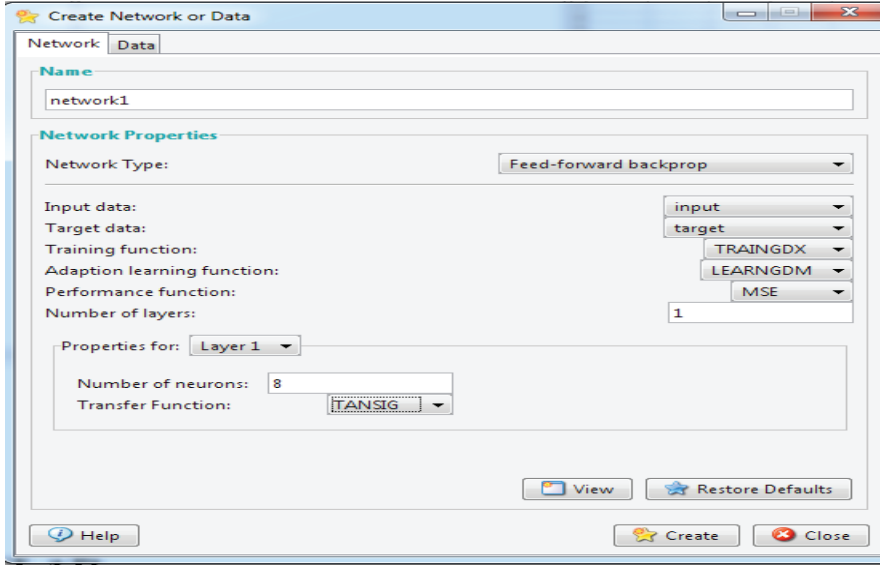 Create Network or Data
Network Data
Name
network1
Network Properties
Network Type: Feed-forward backprop
Input data: input
Target data: target
Training function: TRAINGDX
Adaption learning function: LEARNGDM
Performance function: MSE
Number of layers: 1
Properties for: Layer 1
Number of neurons: 8
Transfer Function: TANSIG
View Restore Defaults
Help Create Close